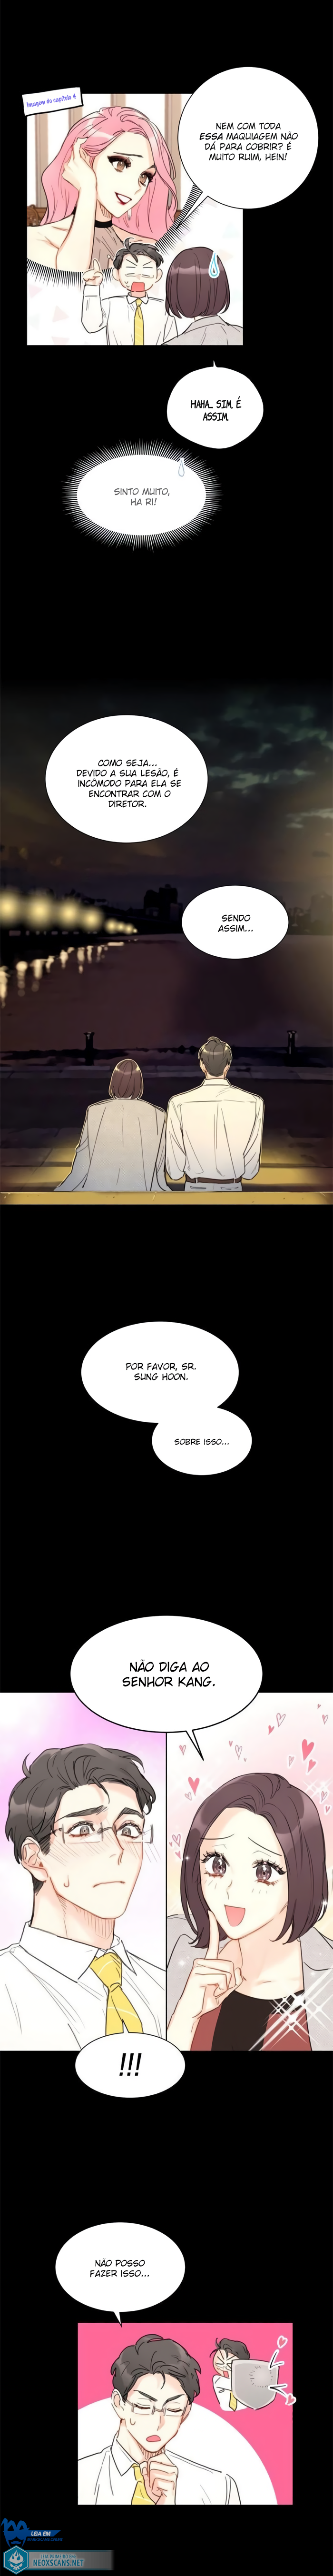 Imagem do capítulo 4
NEM COM TODA
ESSA MAQUIAGEM NÃO
DÁ PARA COBRIR? É
MUITO RUIM, HEIN!
HAHA... SIM, É
ASSIM.
SINTO MUITO,
HA RI!
COMO SEJA...
DEVIDO A SUA LESÃO, É
INCÔMODO PARA ELA SE
ENCONTRAR COM O
DIRETOR.
SENDO
ASSIM...
POR FAVOR, SR.
SUNG HOON.
SOBRE ISSO...
NÃO DIGA AO
SENHOR KANG.
!!!
NÃO POSSO
FAZER ISSO...
LEIA EM
NEOXSCANS.NET